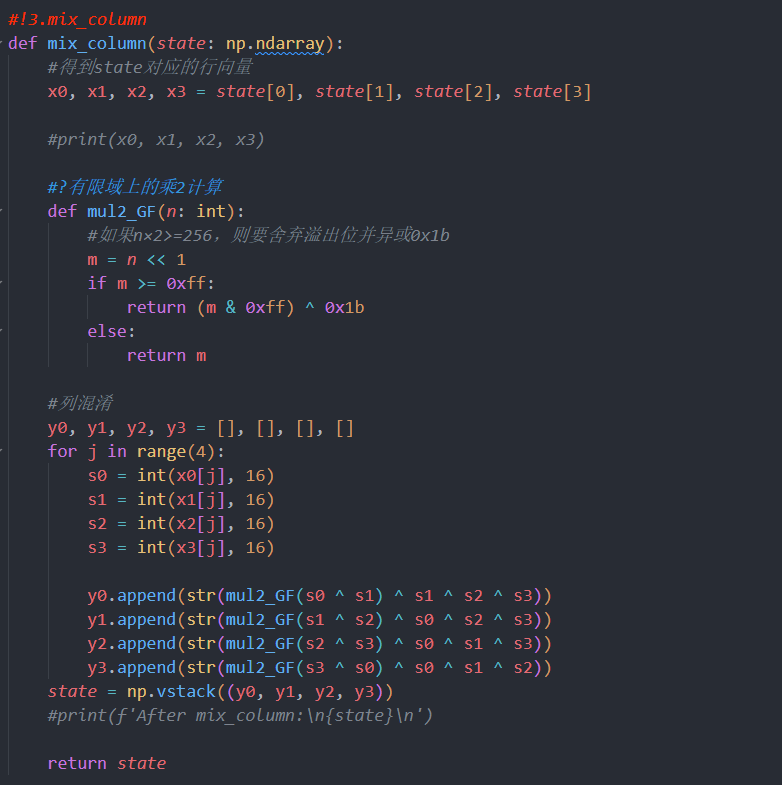 #!3.mix_column
def mix_column(state: np.ndarray):
    #得到state对应的行向量
    x0, x1, x2, x3 = state[0], state[1], state[2], state[3]

    #print(x0, x1, x2, x3)

    #?有限域上的乘2计算
    def mul2_GF(n: int):
        #如果n×2>=256，则要舍弃溢出位并异或0x1b
        m = n << 1
        if m >= 0xff:
            return (m & 0xff) ^ 0x1b
        else:
            return m

    #列混淆
    y0, y1, y2, y3 = [], [], [], []
    for j in range(4):
        s0 = int(x0[j], 16)
        s1 = int(x1[j], 16)
        s2 = int(x2[j], 16)
        s3 = int(x3[j], 16)

        y0.append(str(mul2_GF(s0 ^ s1) ^ s1 ^ s2 ^ s3))
        y1.append(str(mul2_GF(s1 ^ s2) ^ s0 ^ s2 ^ s3))
        y2.append(str(mul2_GF(s2 ^ s3) ^ s0 ^ s1 ^ s3))
        y3.append(str(mul2_GF(s3 ^ s0) ^ s0 ^ s1 ^ s2))
    state = np.vstack((y0, y1, y2, y3))
    #print(f'After mix_column:\n{state}\n')

    return state